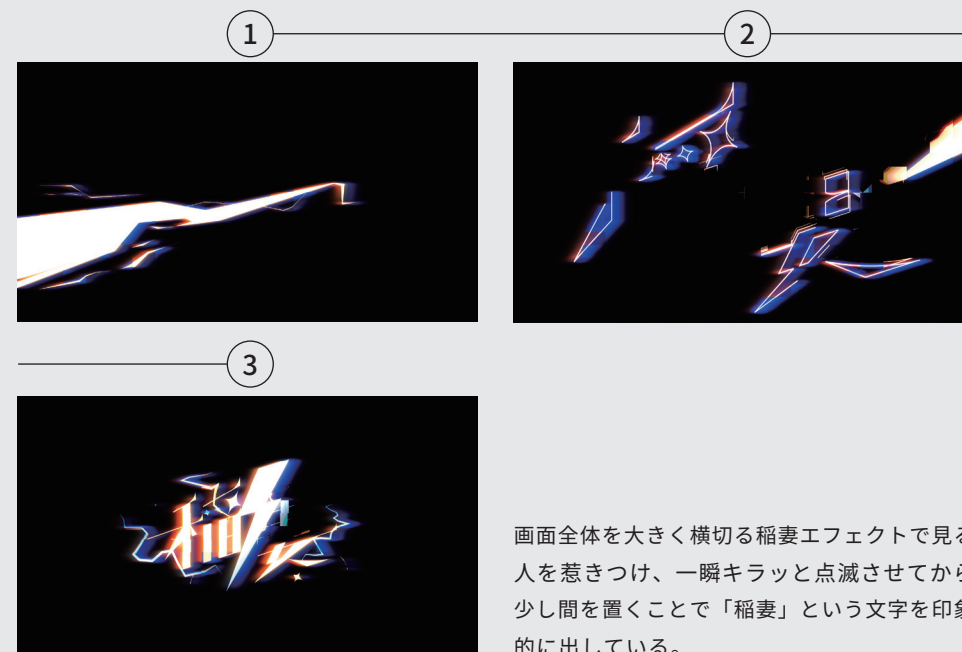 1
2
3
稲
画面全体を大きく横切る稲妻エフェクトで見る
人を惹きつけ、一瞬キラッと点滅させてから
少し間を置くことで「稲妻」という文字を印象
的に出している。